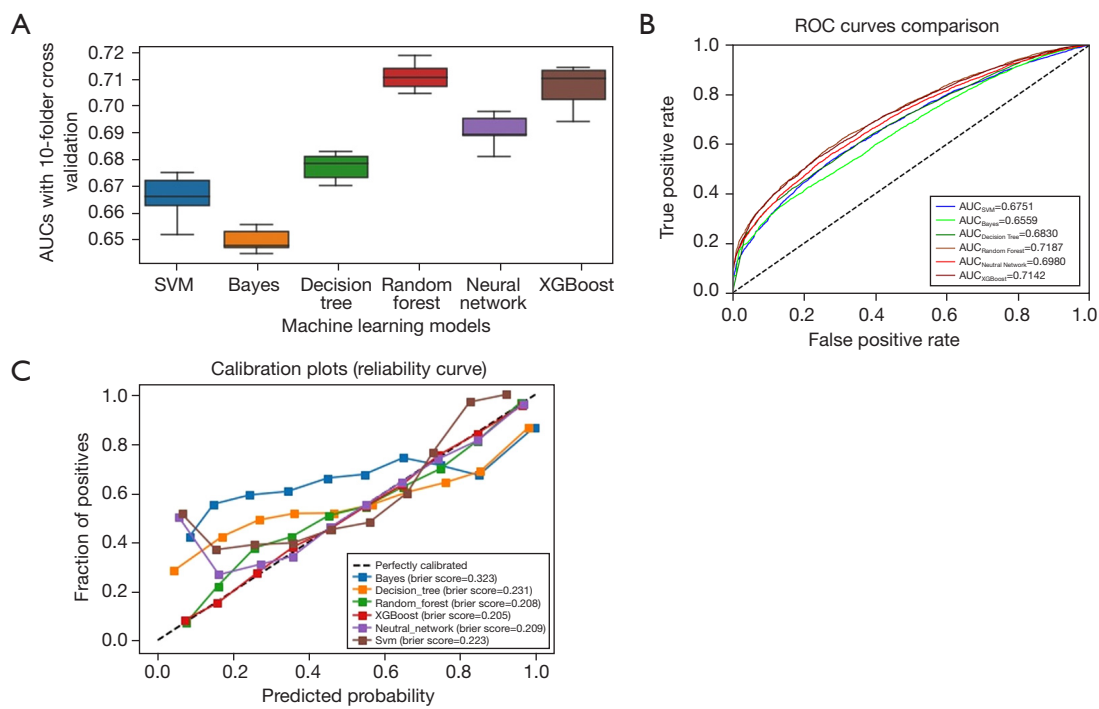 A
AUCs with 10-folder cross
validation
0.72
0.71
0.70
0.69
0.68
0.67
0.66
0.65
SVM
Bayes
Decision
tree
Random
forest
Neural
network
XGBoost
Machine learning models
B
ROC curves comparison
True positive rate
1.0
0.8
0.6
0.4
0.2
0.0
AUCSVM=0.6751
AUCBayes=0.6559
AUCDecision Tree=0.6830
AUCRandom Forest=0.7187
AUCNeutral Network=0.6980
AUCXGBoost=0.7142
0.0 0.2 0.4 0.6 0.8 1.0
False positive rate
C
Calibration plots (reliability curve)
Fraction of positives
1.0
0.8
0.6
0.4
0.2
0.0
Perfectly calibrated
Bayes (brier score=0.323)
Decision_tree (brier score=0.231)
Random_forest (brier score=0.208)
XGBoost (brier score=0.205)
Neutral_network (brier score=0.209)
Svm (brier score=0.223)
0.0 0.2 0.4 0.6 0.8 1.0
Predicted probability